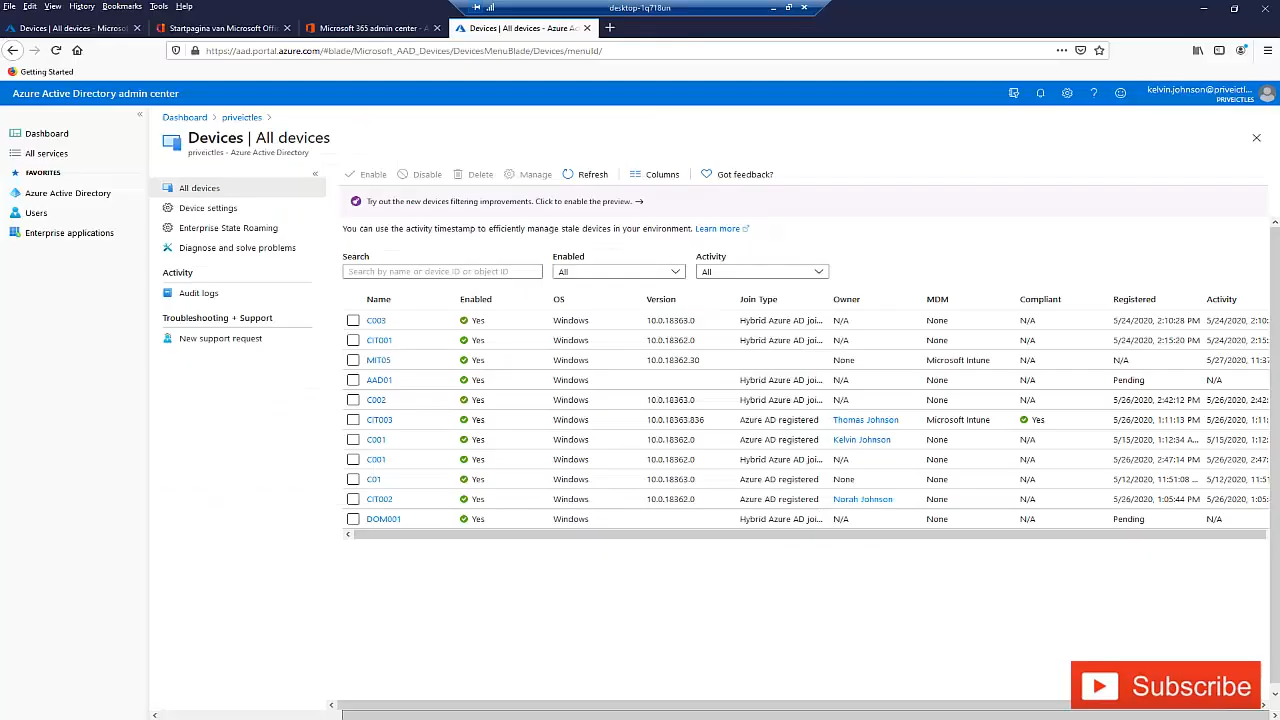 File Edit View History Bookmarks Tools Help
desktop-1q718un
Devices | All devices - Microso
Startpagina van Microsoft Offi
Microsoft 365 admin center - A
Devices | All devices - Azure Ac
https://aad.portal.azure.com/#blade/Microsoft_AAD_Devices/DevicesMenuBlade/Devices/menuId/
Getting Started
Azure Active Directory admin center
kelvin.johnson@priveictl...
PRIVEICTLES
Dashboard
All services
FAVORITES
Azure Active Directory
Users
Enterprise applications
Dashboard > priveictles >
Devices | All devices
priveictles - Azure Active Directory
All devices
Device settings
Enterprise State Roaming
Diagnose and solve problems
Activity
Audit logs
Troubleshooting + Support
New support request
Enable Disable Delete Manage Refresh Columns Got feedback?
Try out the new devices filtering improvements. Click to enable the preview. →
You can use the activity timestamp to efficiently manage stale devices in your environment. Learn more
Search Enabled Activity
Search by name or device ID or object ID All All
Name Enabled OS Version Join Type Owner MDM Compliant Registered Activity
C003 Yes Windows 10.0.18363.0 Hybrid Azure AD joi... N/A None N/A 5/24/2020, 2:10:28 PM 5/24/2020, 2:10:
CIT001 Yes Windows 10.0.18362.0 Hybrid Azure AD joi... N/A None N/A 5/24/2020, 2:15:20 PM 5/24/2020, 2:15:
MIT05 Yes Windows 10.0.18362.30 None Microsoft Intune N/A N/A 5/27/2020, 11:37
AAD01 Yes Windows Hybrid Azure AD joi... N/A None N/A Pending N/A
C002 Yes Windows 10.0.18363.0 Hybrid Azure AD joi... N/A None N/A 5/26/2020, 2:42:12 PM 5/26/2020, 2:42:
CIT003 Yes Windows 10.0.18363.836 Azure AD registered Thomas Johnson Microsoft Intune Yes 5/26/2020, 1:11:13 PM 5/26/2020, 1:11:
C001 Yes Windows 10.0.18362.0 Azure AD registered Kelvin Johnson None N/A 5/15/2020, 1:12:34 A... 5/15/2020, 1:12:
C001 Yes Windows 10.0.18362.0 Hybrid Azure AD joi... N/A None N/A 5/26/2020, 2:47:14 PM 5/26/2020, 2:47:
C01 Yes Windows 10.0.18363.0 Azure AD registered None None N/A 5/12/2020, 11:51:08 ... 5/12/2020, 11:51
CIT002 Yes Windows 10.0.18362.0 Azure AD registered Norah Johnson None N/A 5/26/2020, 1:05:44 PM 5/26/2020, 1:05:
DOM001 Yes Windows Hybrid Azure AD joi... N/A None N/A Pending N/A
Subscribe